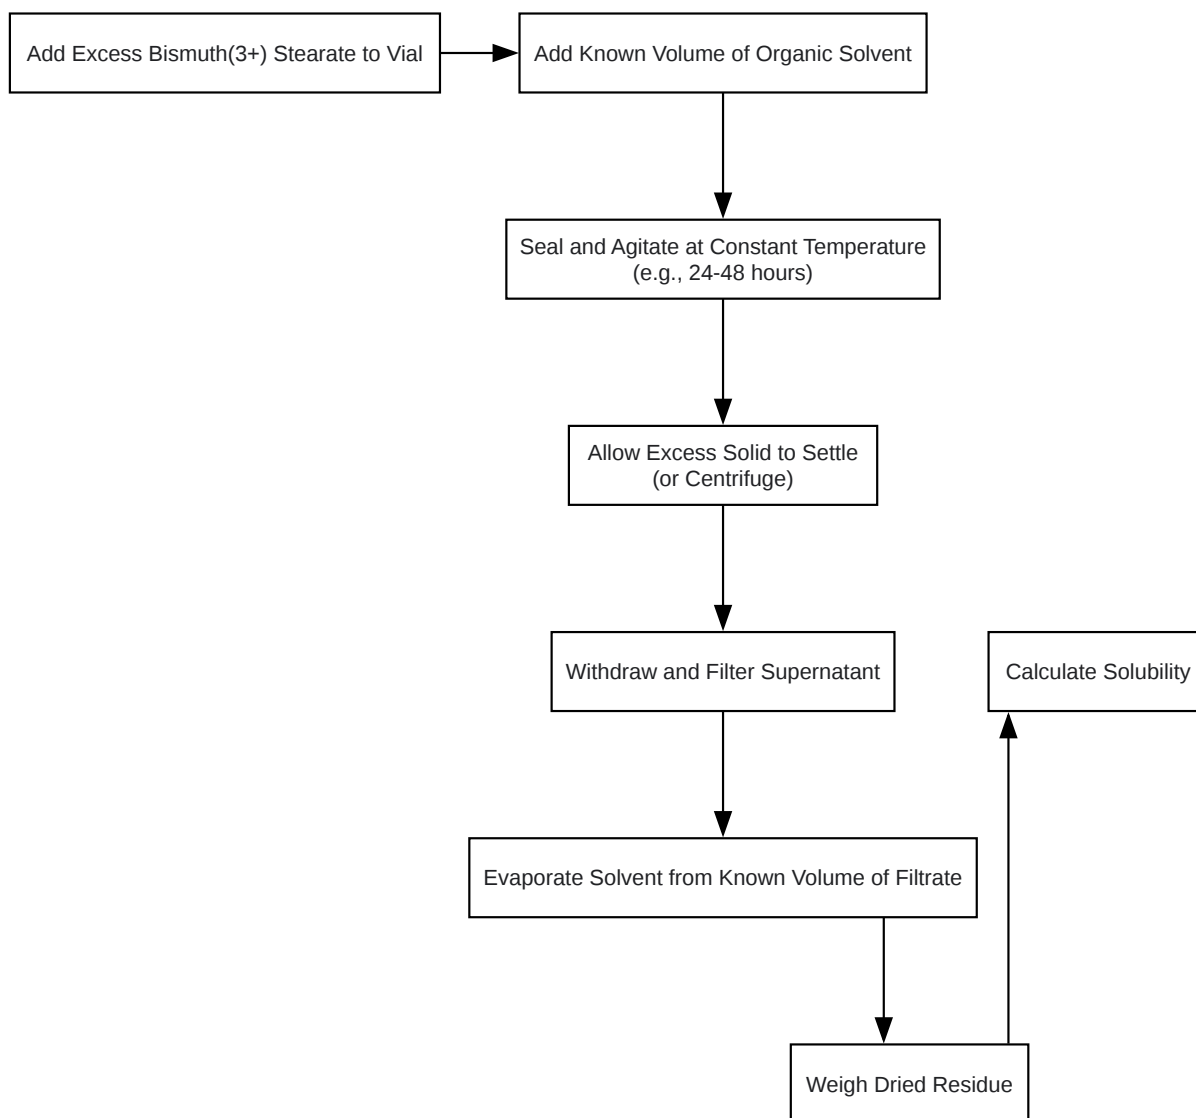 Add Excess Bismuth(3+) Stearate to Vial
Add Known Volume of Organic Solvent
Seal and Agitate at Constant Temperature
(e.g., 24-48 hours)
Allow Excess Solid to Settle
(or Centrifuge)
Withdraw and Filter Supernatant
Calculate Solubility
Evaporate Solvent from Known Volume of Filtrate
Weigh Dried Residue